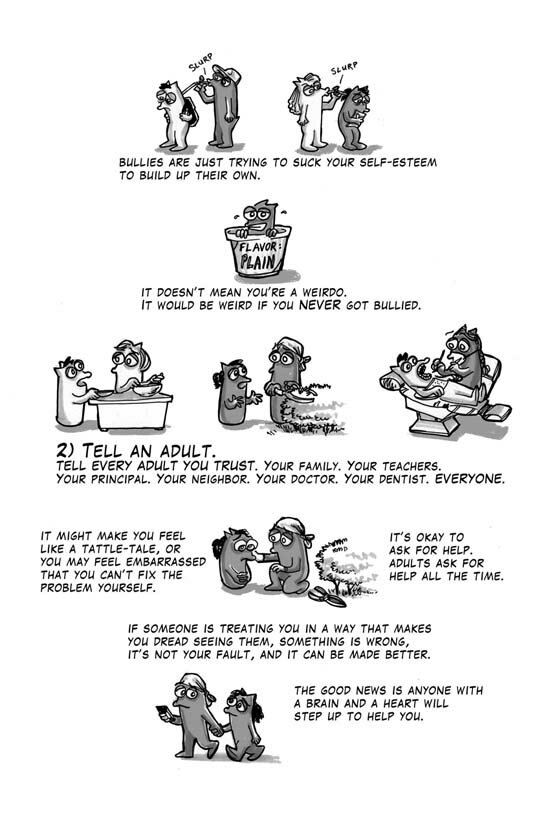 SLURP
SLURP
BULLIES ARE JUST TRYING TO SUCK YOUR SELF-ESTEEM
TO BUILD UP THEIR OWN.
FLAVOR:
PLAIN
IT DOESN'T MEAN YOU'RE A WEIRDO.
IT WOULD BE WEIRD IF YOU NEVER GOT BULLIED.
2) TELL AN ADULT.
TELL EVERY ADULT YOU TRUST. YOUR FAMILY. YOUR TEACHERS.
YOUR PRINCIPAL. YOUR NEIGHBOR. YOUR DOCTOR. YOUR DENTIST. EVERYONE.
IT MIGHT MAKE YOU FEEL
LIKE A TATTLE-TALE, OR
YOU MAY FEEL EMBARRASSED
THAT YOU CAN'T FIX THE
PROBLEM YOURSELF.
IT'S OKAY TO
ASK FOR HELP.
ADULTS ASK FOR
HELP ALL THE TIME.
IF SOMEONE IS TREATING YOU IN A WAY THAT MAKES
YOU DREAD SEEING THEM, SOMETHING IS WRONG,
IT'S NOT YOUR FAULT, AND IT CAN BE MADE BETTER.
THE GOOD NEWS IS ANYONE WITH
A BRAIN AND A HEART WILL
STEP UP TO HELP YOU.